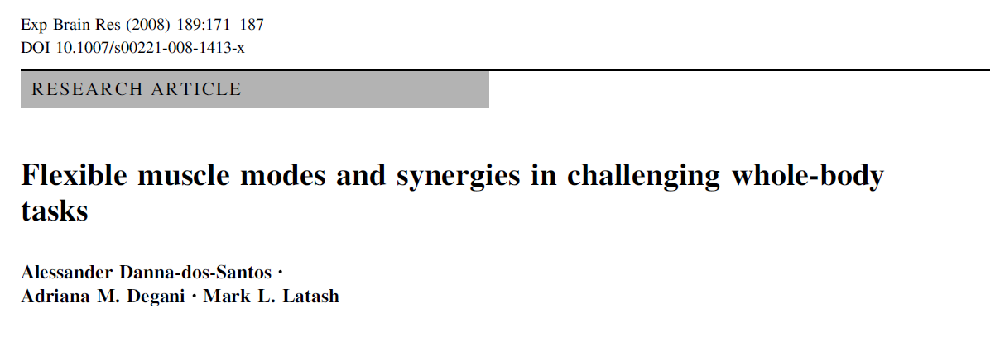 Exp Brain Res (2008) 189:171–187
DOI 10.1007/s00221-008-1413-x
RESEARCH ARTICLE
Flexible muscle modes and synergies in challenging whole-body
tasks
Alessander Danna-dos-Santos ·
Adriana M. Degani · Mark L. Latash